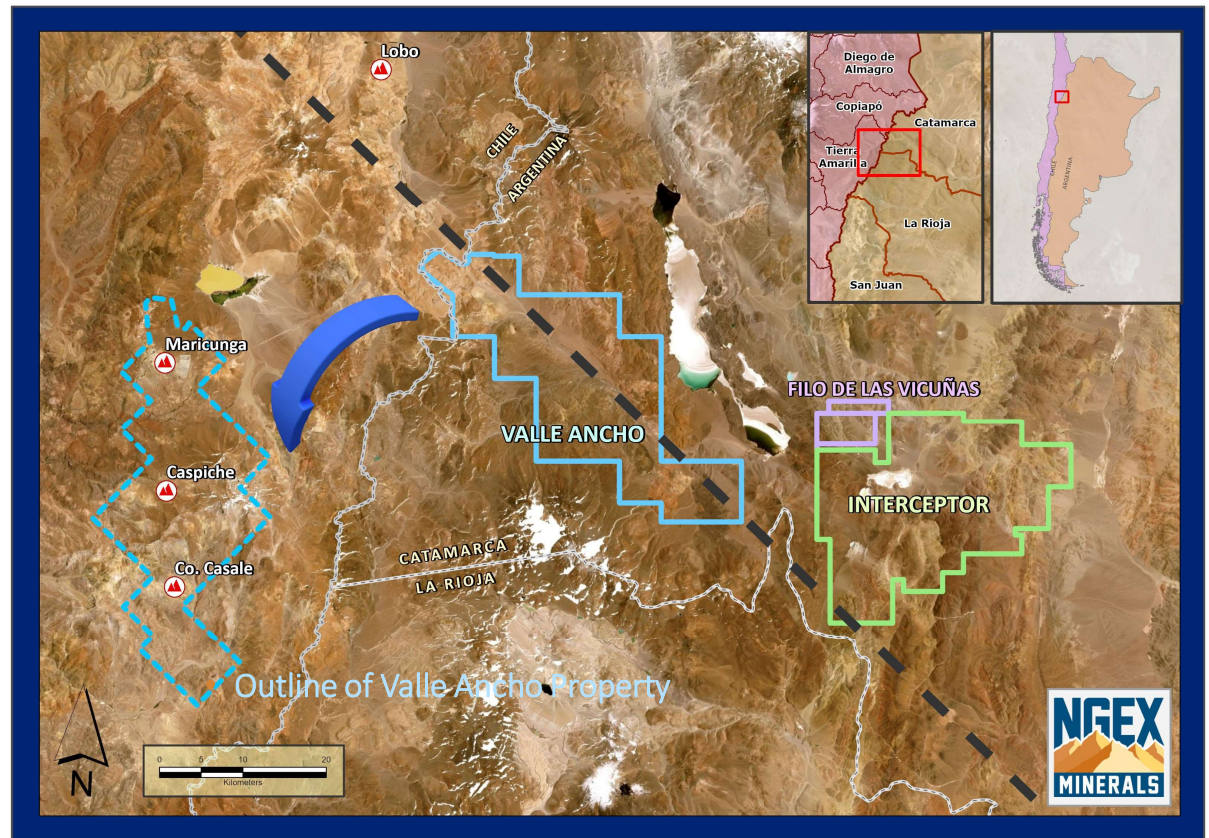 Lobo
CHILE
ARGENTINA
Diego de
Almagro
Copiapó
Catamarca
Tierra
Amarilla
La Rioja
San Juan
CHILE
ARGENTINA
Maricunga
FILO DE LAS VICUÑAS
VALLE ANCHO
Caspiche
INTERCEPTOR
CATAMARCA
LA RIOJA
Co. Casale
Outline of Valle Ancho Property
N
0 5 10 20
Kilometers
NGEX
MINERALS